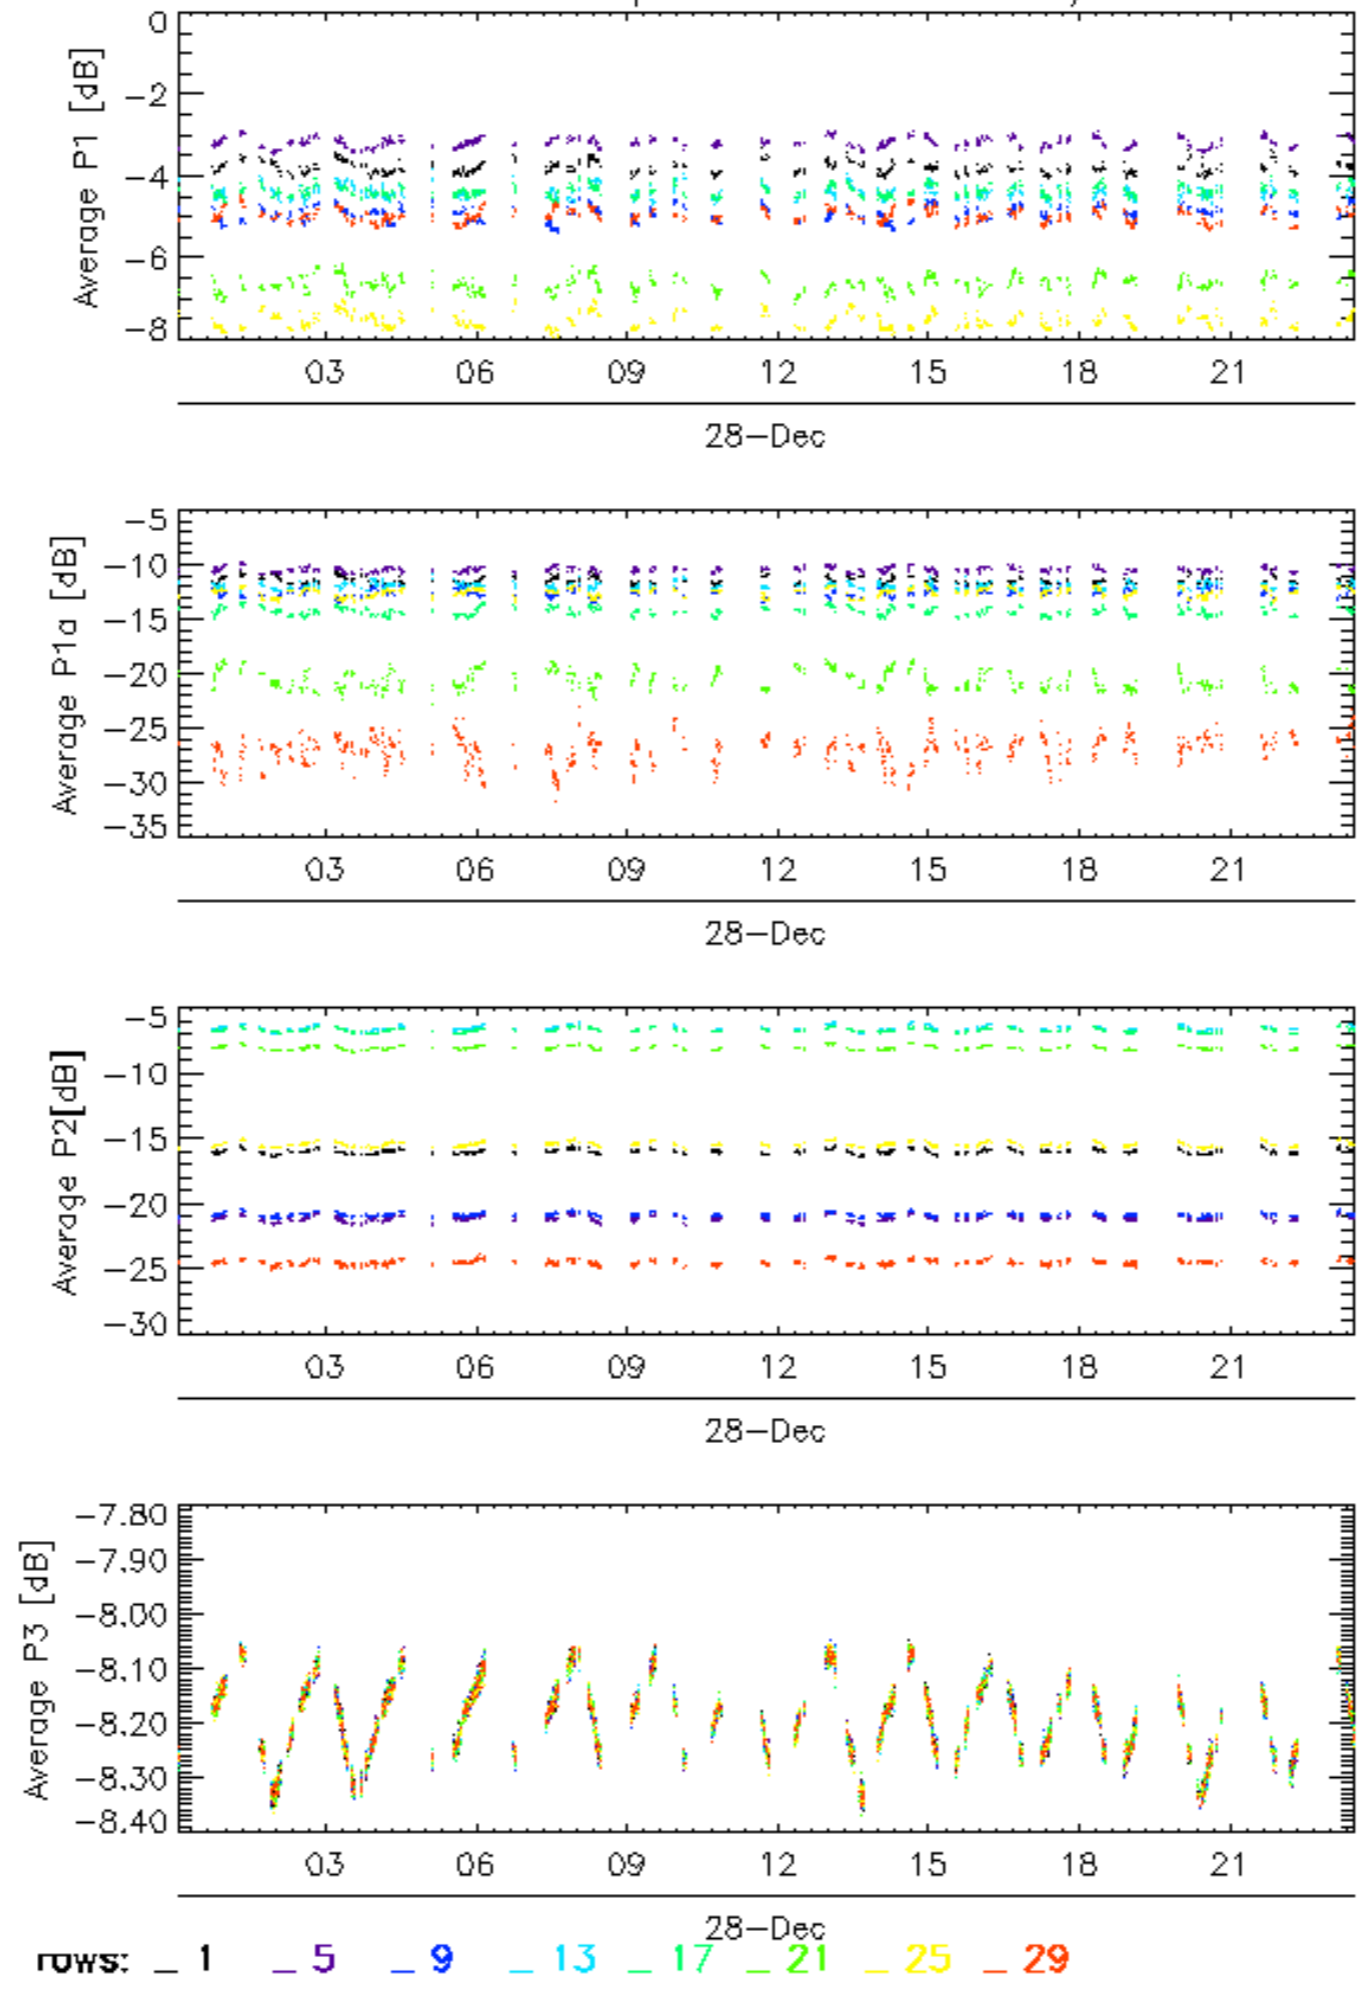 0
-2
-4
-6
-8
Average P1 [dB]
03 06 09 12 15 18 21
28-Dec
-5
-10
-15
-20
-25
-30
-35
Average P1a [dB]
03 06 09 12 15 18 21
28-Dec
-5
-10
-15
-20
-25
-30
Average P2[dB]
03 06 09 12 15 18 21
28-Dec
-7.80
-7.90
-8.00
-8.10
-8.20
-8.30
-8.40
Average P3 [dB]
03 06 09 12 15 18 21
28-Dec
rows: _ 1 _ 5 _ 9 _ 13 _ 17 _ 21 _ 25 _ 29